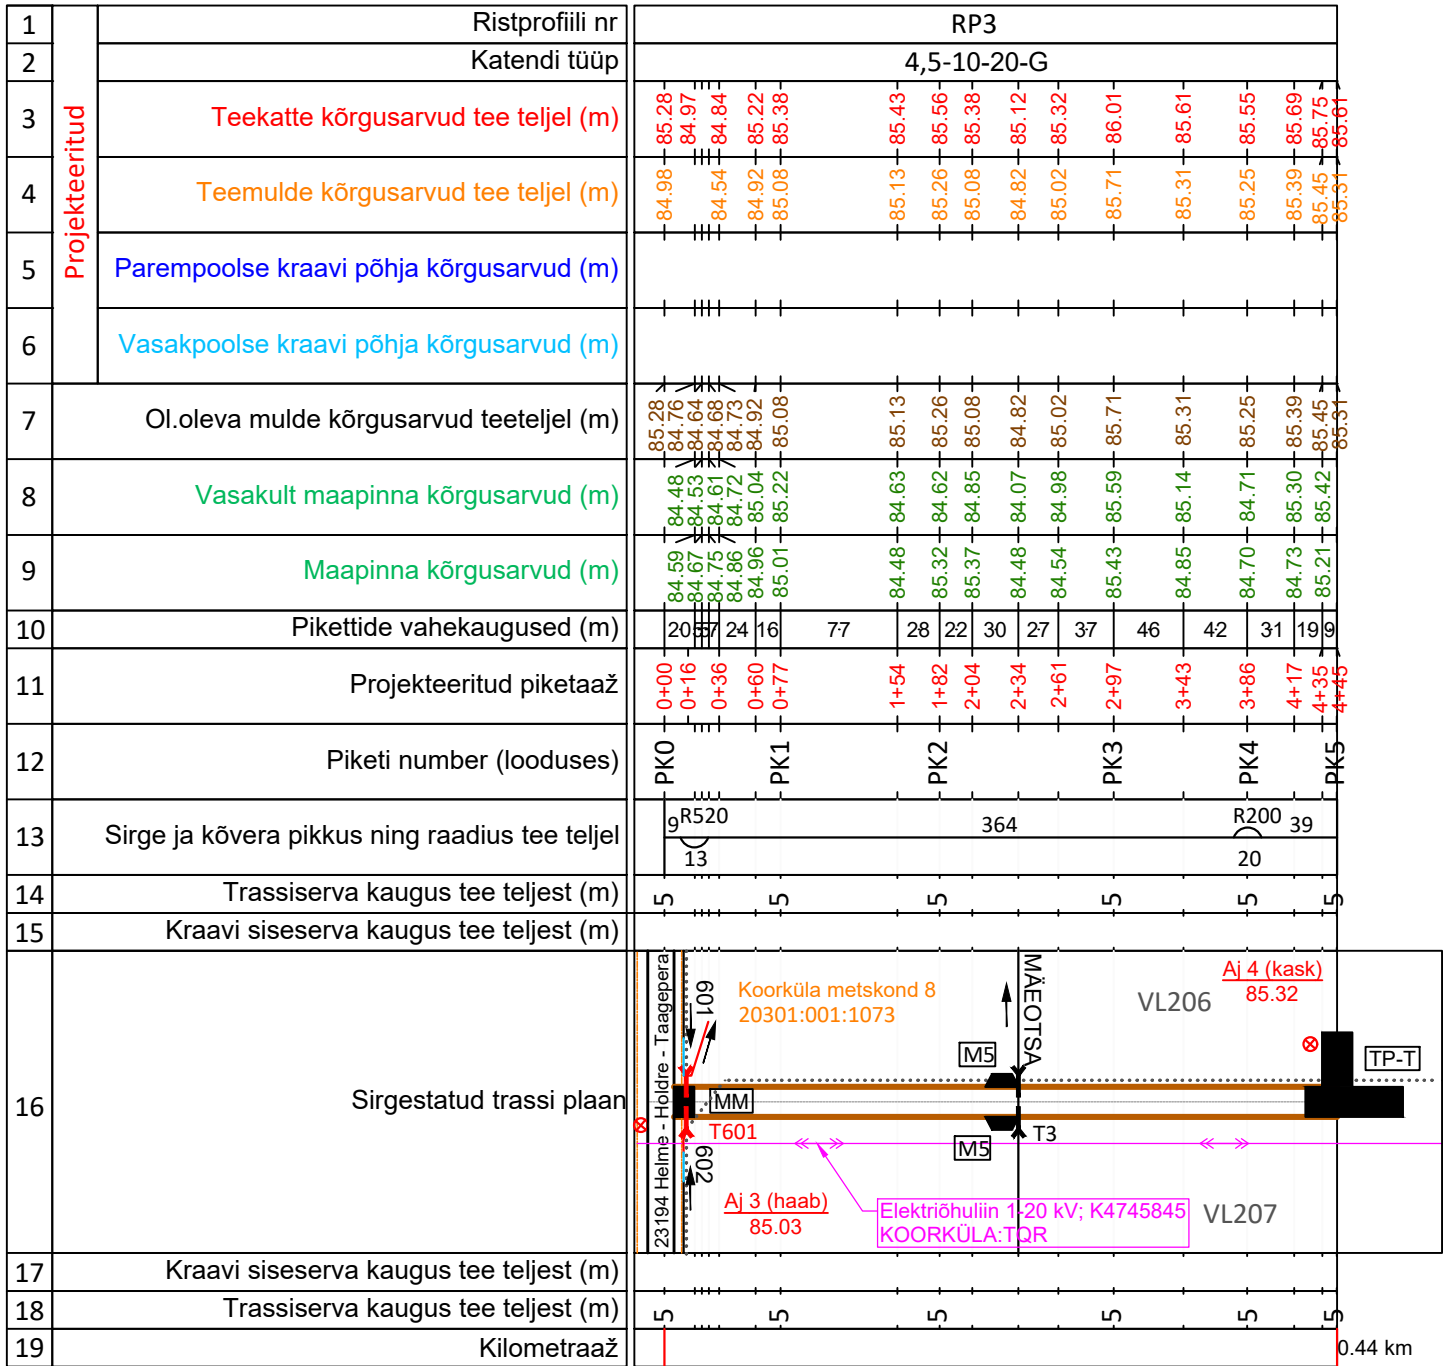 1 Ristprofiili nr RP3
2 Katendi tüüp 4,5-10-20-G
Projekteeritud
3 Teekatte kõrgusarvud tee teljel (m) 85.28 84.97 84.84 85.22 85.38 85.43 85.56 85.38 85.12 85.32 86.01 85.61 85.55 85.69 85.75 85.61
4 Teemulde kõrgusarvud tee teljel (m) 84.98 84.54 84.92 85.08 85.13 85.26 85.08 84.82 85.02 85.71 85.31 85.25 85.39 85.45 85.31
5 Parempoolse kraavi põhja kõrgusarvud (m)
6 Vasakpoolse kraavi põhja kõrgusarvud (m)
7 Ol.oleva mulde kõrgusarvud teeteljel (m) 85.28 84.76 84.64 84.68 84.73 84.92 85.08 85.13 85.26 85.08 84.82 85.02 85.71 85.31 85.25 85.39 85.45 85.31
8 Vasakult maapinna kõrgusarvud (m) 84.48 84.53 84.61 84.72 85.04 85.22 84.63 84.62 84.85 84.07 84.98 85.59 85.14 84.71 85.30 85.42
9 Maapinna kõrgusarvud (m) 84.59 84.67 84.75 84.86 84.96 85.01 84.48 85.32 85.37 84.48 84.54 85.43 84.85 84.70 84.73 85.21
10 Pikettide vahekaugused (m) 20 5 5 7 24 16 77 28 22 30 27 37 46 42 31 19 9
11 Projekteeritud piketaaž 0+00 0+16 0+36 0+60 0+77 1+54 1+82 2+04 2+34 2+61 2+97 3+43 3+86 4+17 4+35 4+45
12 Piketi number (looduses) PK0 PK1 PK2 PK3 PK4 PK5
13 Sirge ja kõvera pikkus ning raadius tee teljel 9 R520 364 R200 39
13 20
14 Trassiserva kaugus tee teljest (m) 5 5 5 5 5 5
15 Kraavi siseserva kaugus tee teljest (m)
16 Sirgestatud trassi plaan
23194 Helme - Holdre - Taagepera
601
Koorküla metskond 8
20301:001:1073
MÄEOTSA
VL206
Aj 4 (kask)
85.32
M5
TP-T
MM
T601
M5
T3
602
Aj 3 (haab)
85.03
Elektriõhuliin 1-20 kV; K4745845
KOORKÜLA:TQR
VL207
17 Kraavi siseserva kaugus tee teljest (m)
18 Trassiserva kaugus tee teljest (m) 5 5 5 5 5 5
19 Kilometraaž 0.44 km